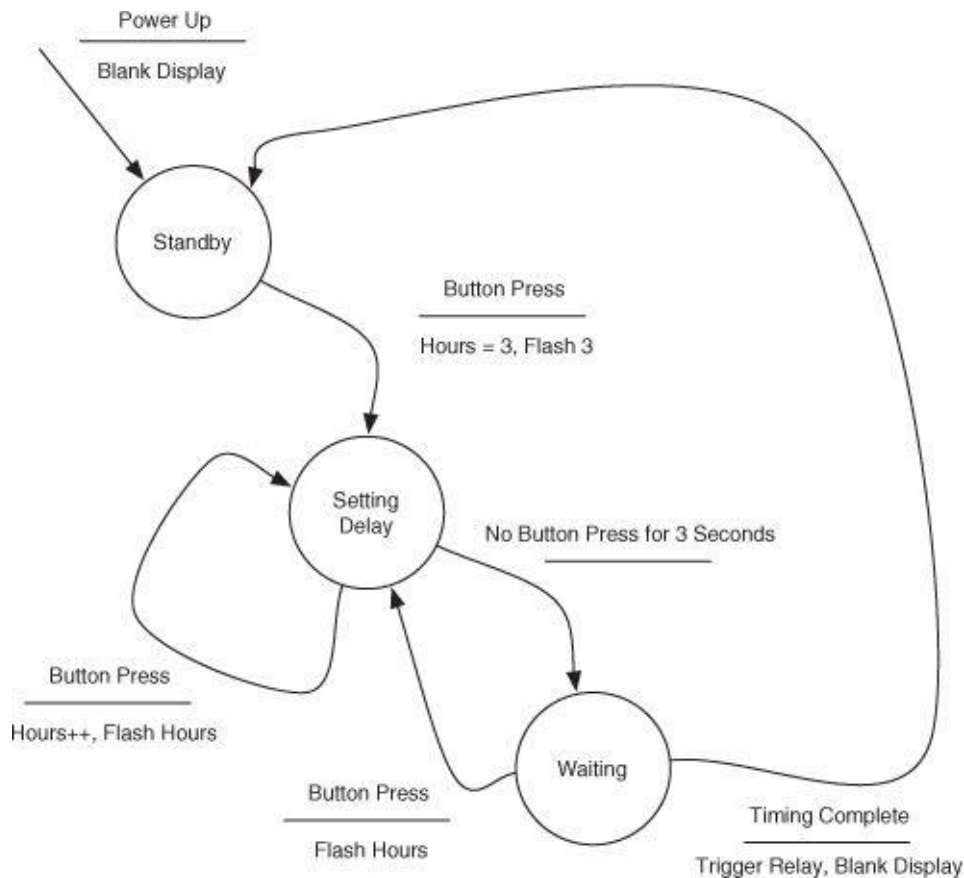 Power Up
Blank Display
Standby
Button Press
Hours = 3, Flash 3
Setting
Delay
No Button Press for 3 Seconds
Button Press
Hours++, Flash Hours
Waiting
Button Press
Flash Hours
Timing Complete
Trigger Relay, Blank Display